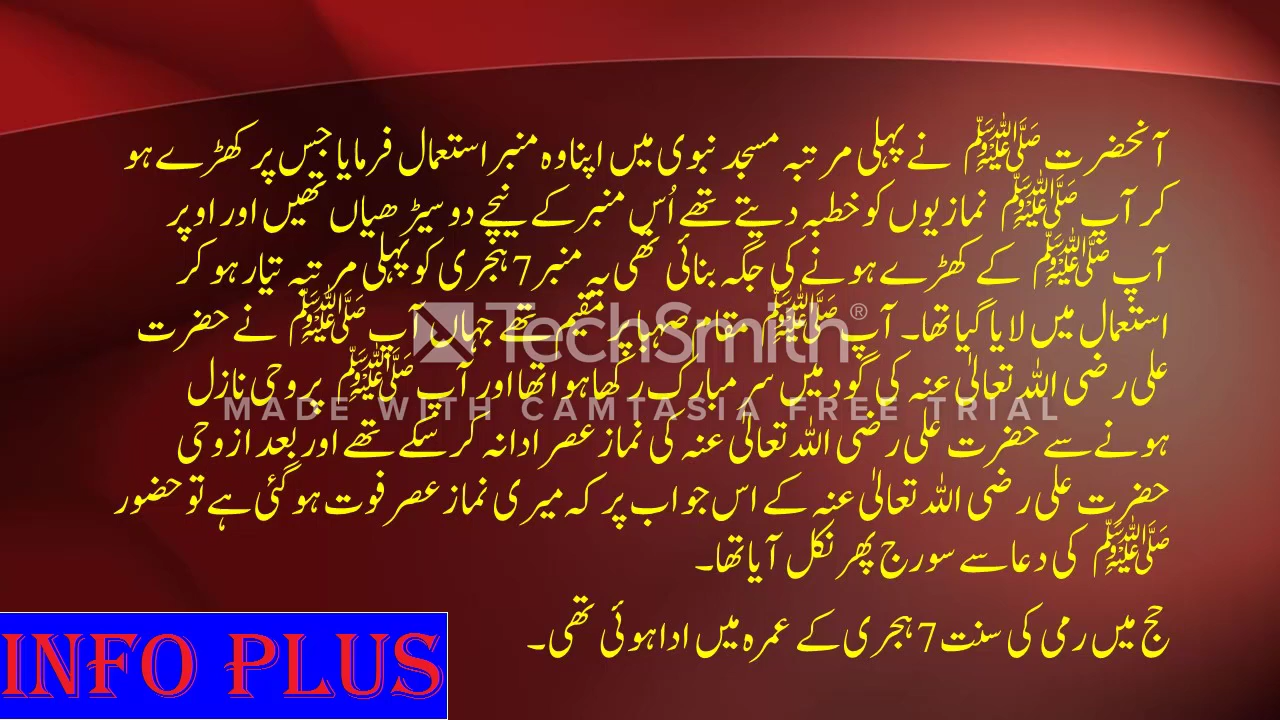 آنحضرت ﷺ نے پہلی مرتبہ مسجد نبوی میں اپنا وہ منبر استعمال فرمایا جس پر کھڑے ہو
کر آپ ﷺ نمازیوں کو خطبہ دیتے تھے اُس منبر کے نیچے دو سیڑھیاں تھیں اور اوپر
آپ ﷺ کے کھڑے ہونے کی جگہ بنائی تھی یہ منبر 7 ہجری کو پہلی مرتبہ تیار ہو کر
استعمال میں لایا گیا تھا۔ آپ ﷺ مقام صہبا پر مقیم تھے جہاں آپ ﷺ نے حضرت
علی رضی اللہ تعالیٰ عنہ کی گود میں سر مبارک رکھا ہوا تھا اور آپ ﷺ پر وحی نازل
ہونے سے حضرت علی رضی اللہ تعالیٰ عنہ کی نماز عصر ادا نہ کر سکے تھے اور بعد از وحی
حضرت علی رضی اللہ تعالیٰ عنہ کے اس جواب پر کہ میری نماز عصر فوت ہو گئی ہے تو حضور
ﷺ کی دعا سے سورج پھر نکل آیا تھا۔
حج میں رمی کی سنت 7 ہجری کے عمرہ میں ادا ہوئی تھی۔
TechSmith®
MADE WITH CAMTASIA FREE TRIAL
INFO PLUS